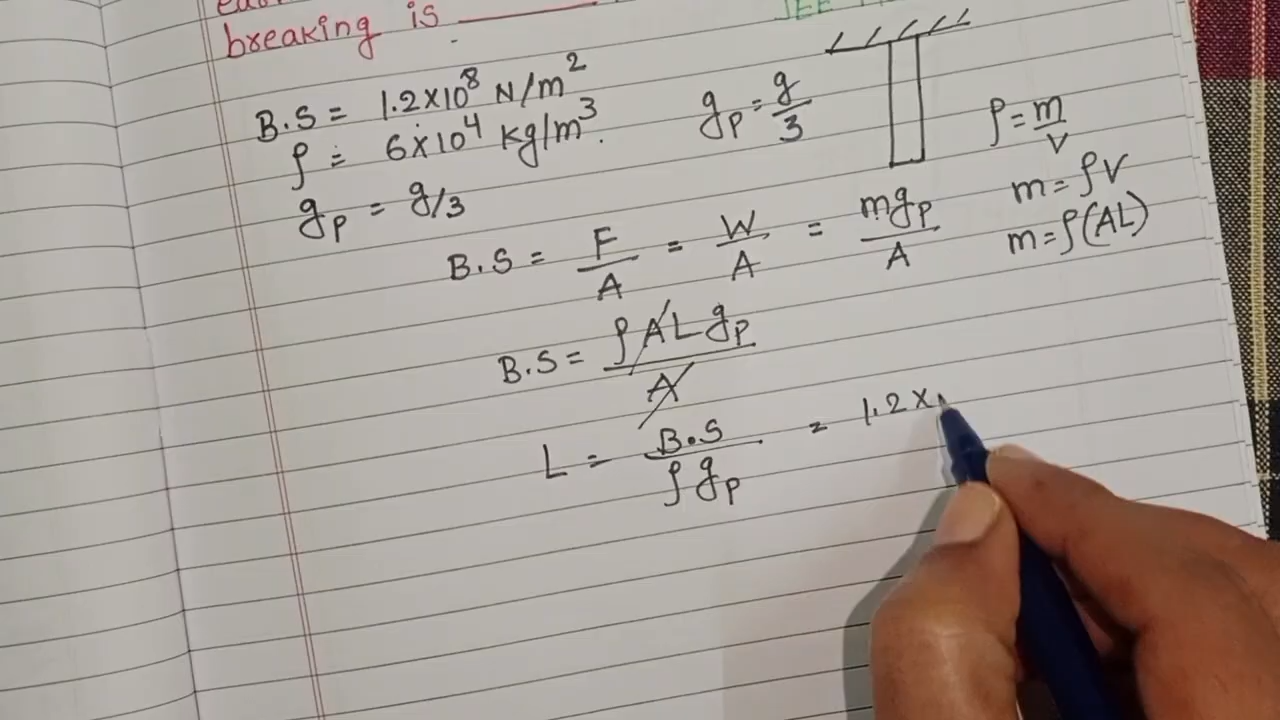 breaking is
B.S = 1.2×10⁸ N/m²
ρ = 6×10⁴ kg/m³.
g_p = g/3
g_p = g/3
ρ = m/V
m = ρV
m = ρ(AL)
B.S = F/A = W/A = mg_p/A
B.S = ρALg_p/A
L = B.S/ρg_p = 1.2×